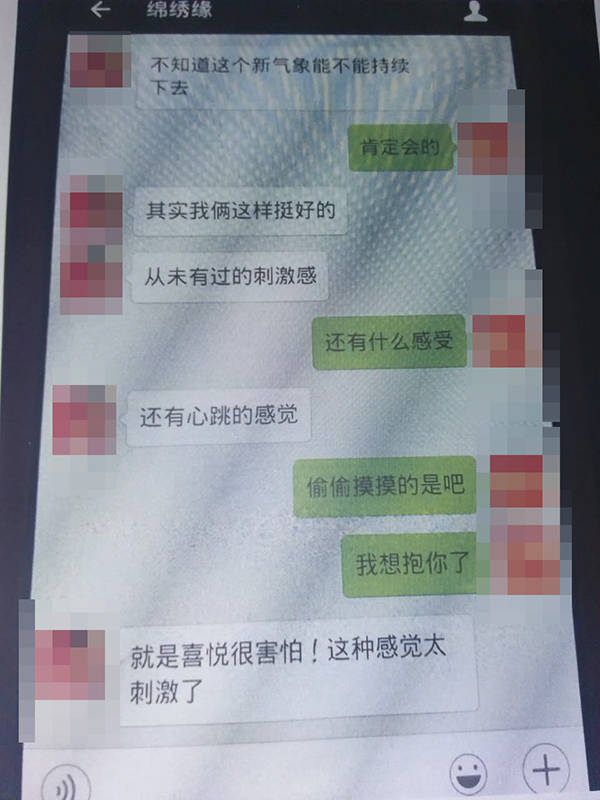 绵绣缘
不知道这个新气象能不能持续
下去
肯定会的
其实我俩这样挺好的
从未有过的刺激感
还有什么感受
还有心跳的感觉
偷偷摸摸的是吧
我想抱你了
就是喜悦很害怕！这种感觉太
刺激了